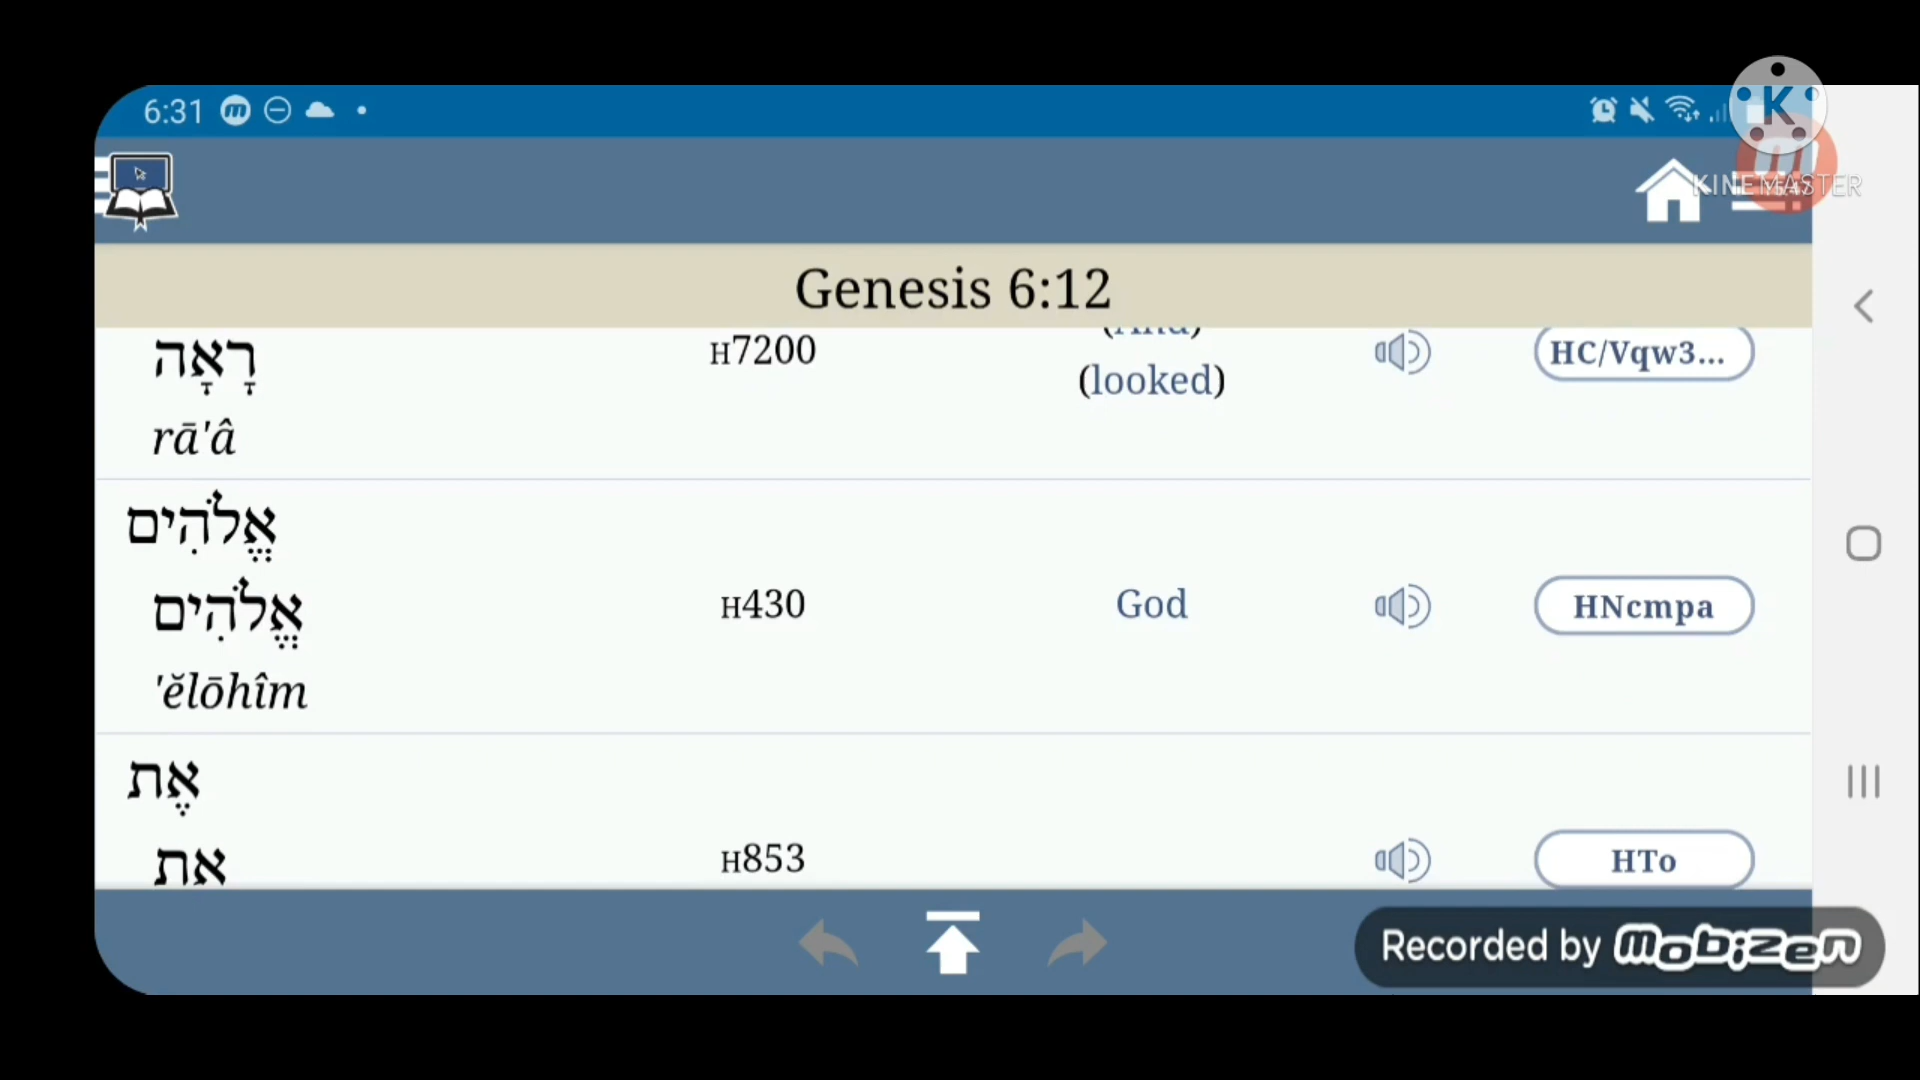 6:31
KINEMASTER
Genesis 6:12
רָאָה
H7200
(looked)
HC/Vqw3...
rā'â
אֱלֹהִים
אֱלֹהִים
H430
God
HNcmpa
'ĕlōhîm
אֶת
את
H853
HTo
Recorded by mobizen